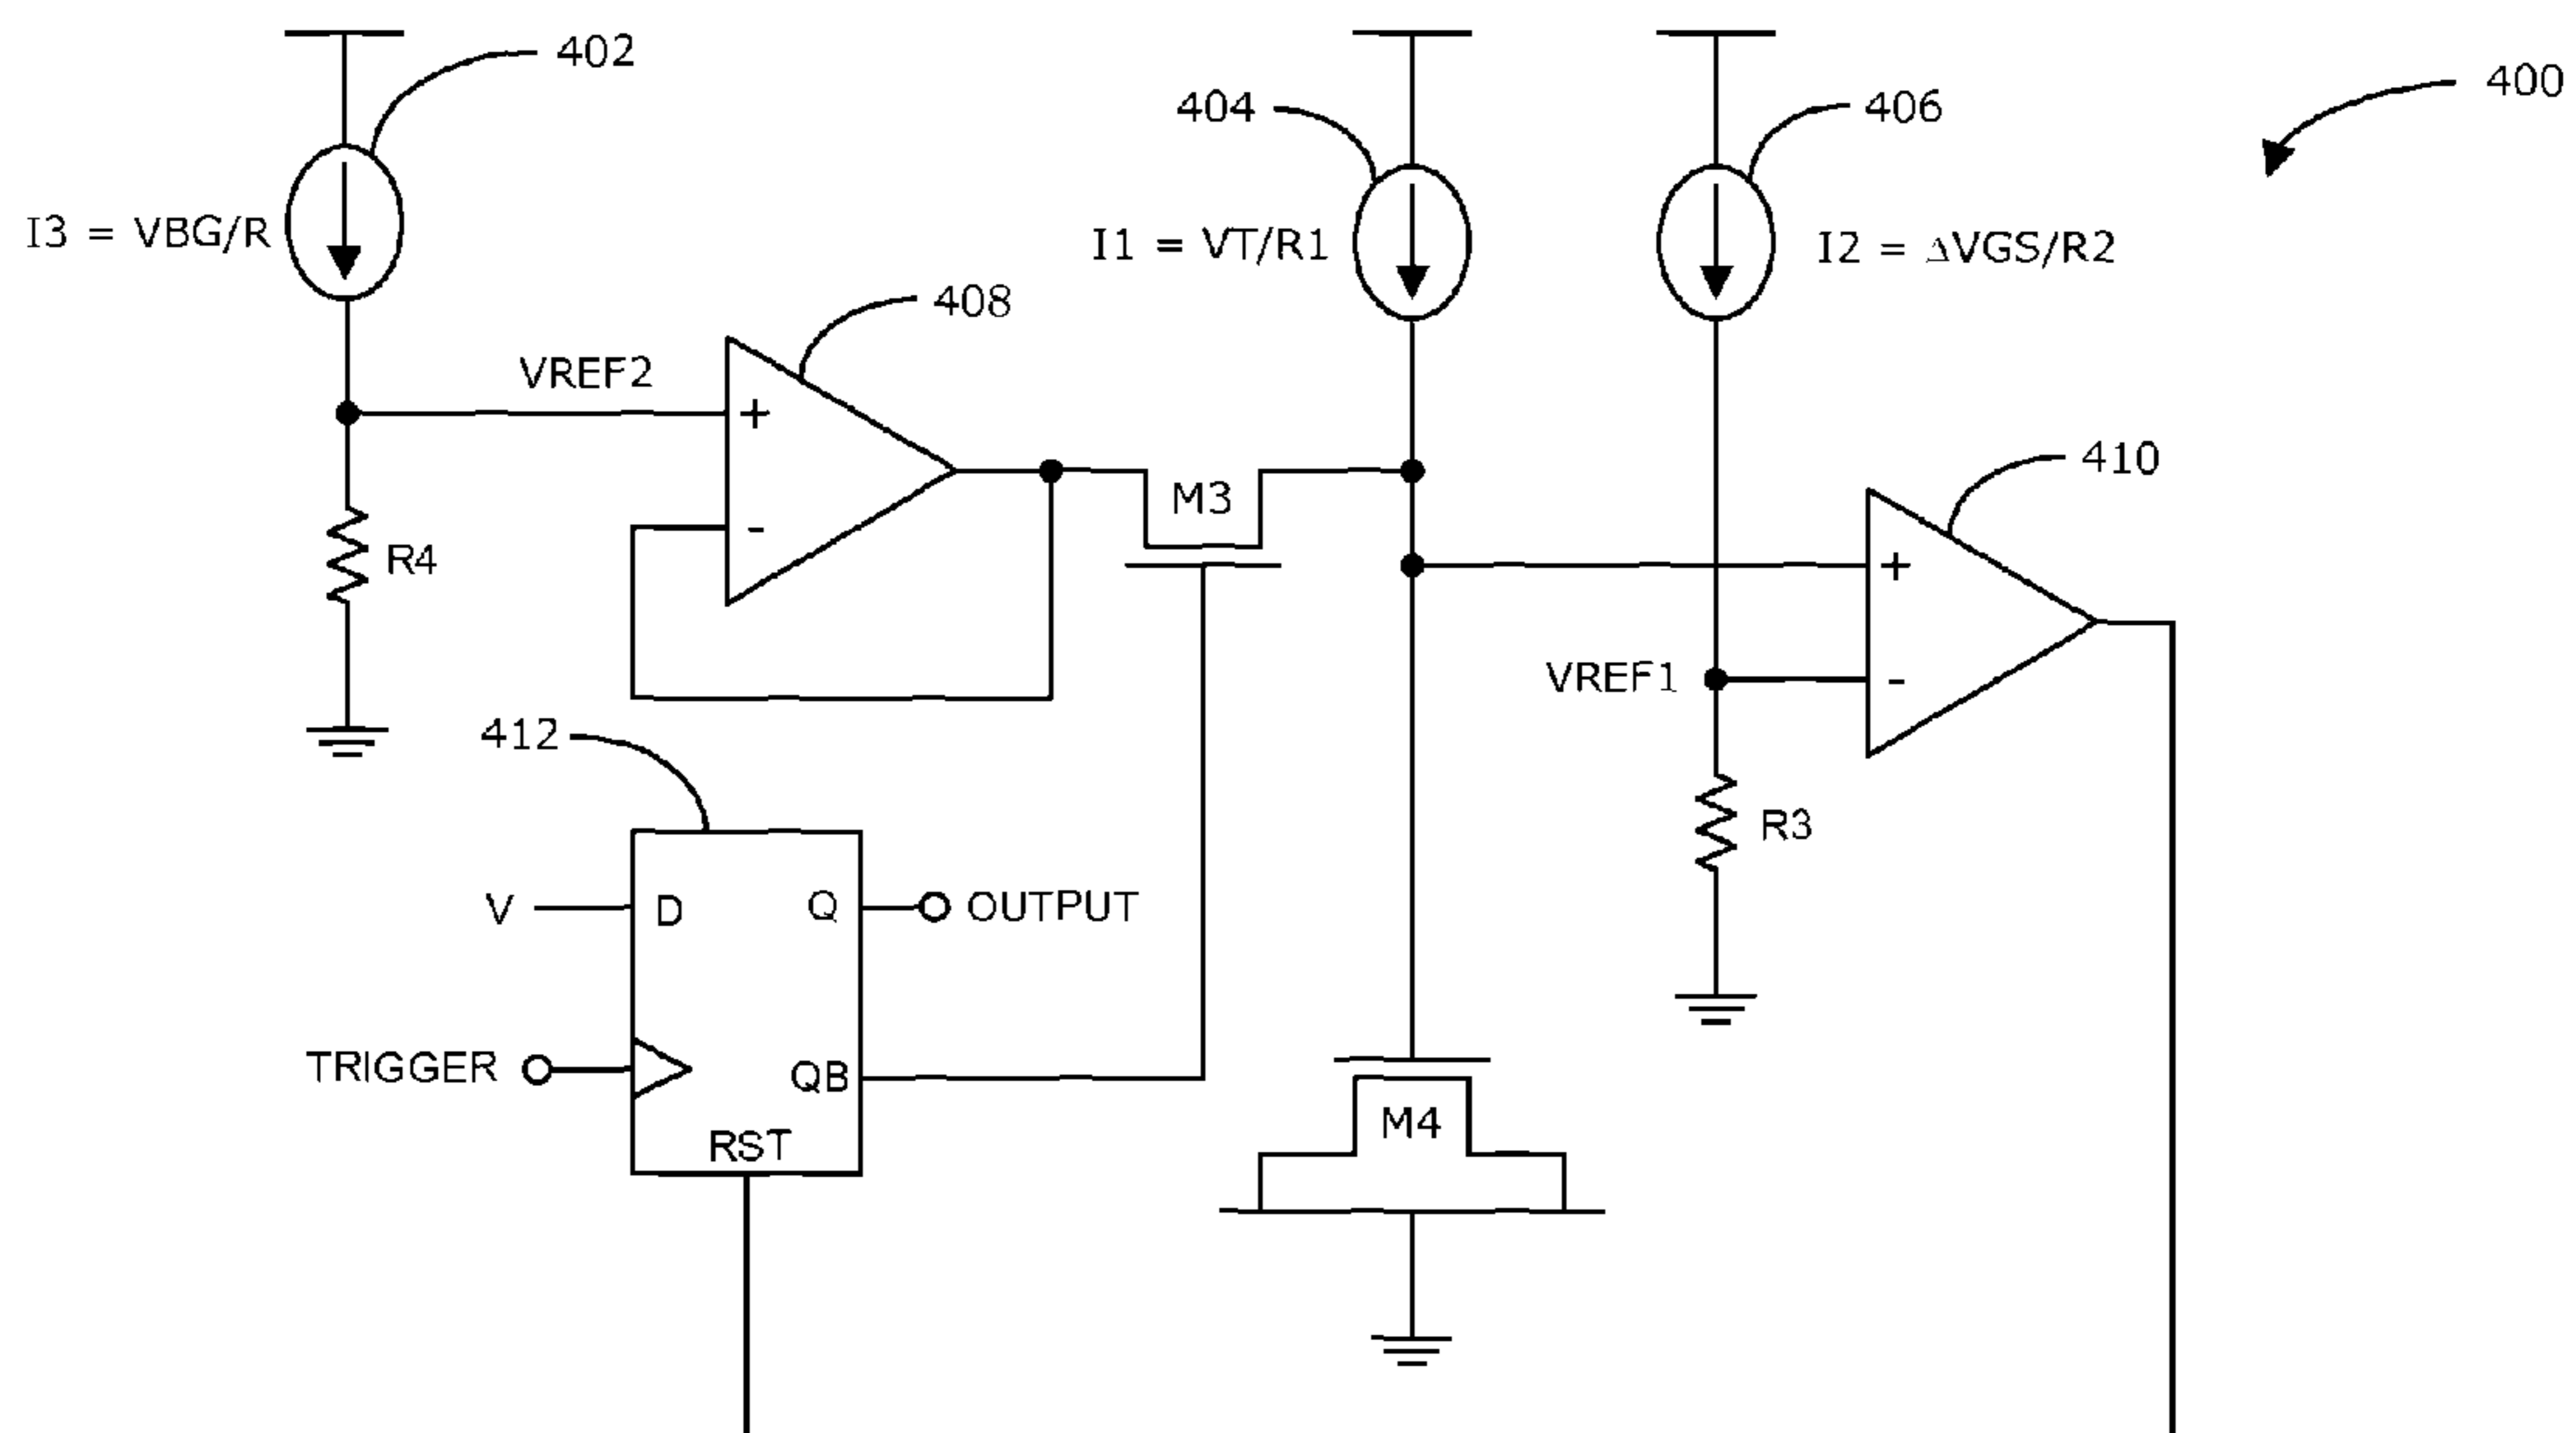 402
404
406
400
I3 = VBG/R
I1 = VT/R1
I2 = ΔVGS/R2
408
VREF2
+
-
M3
R4
410
+
-
VREF1
412
R3
V
D
Q
OUTPUT
TRIGGER
QB
RST
M4